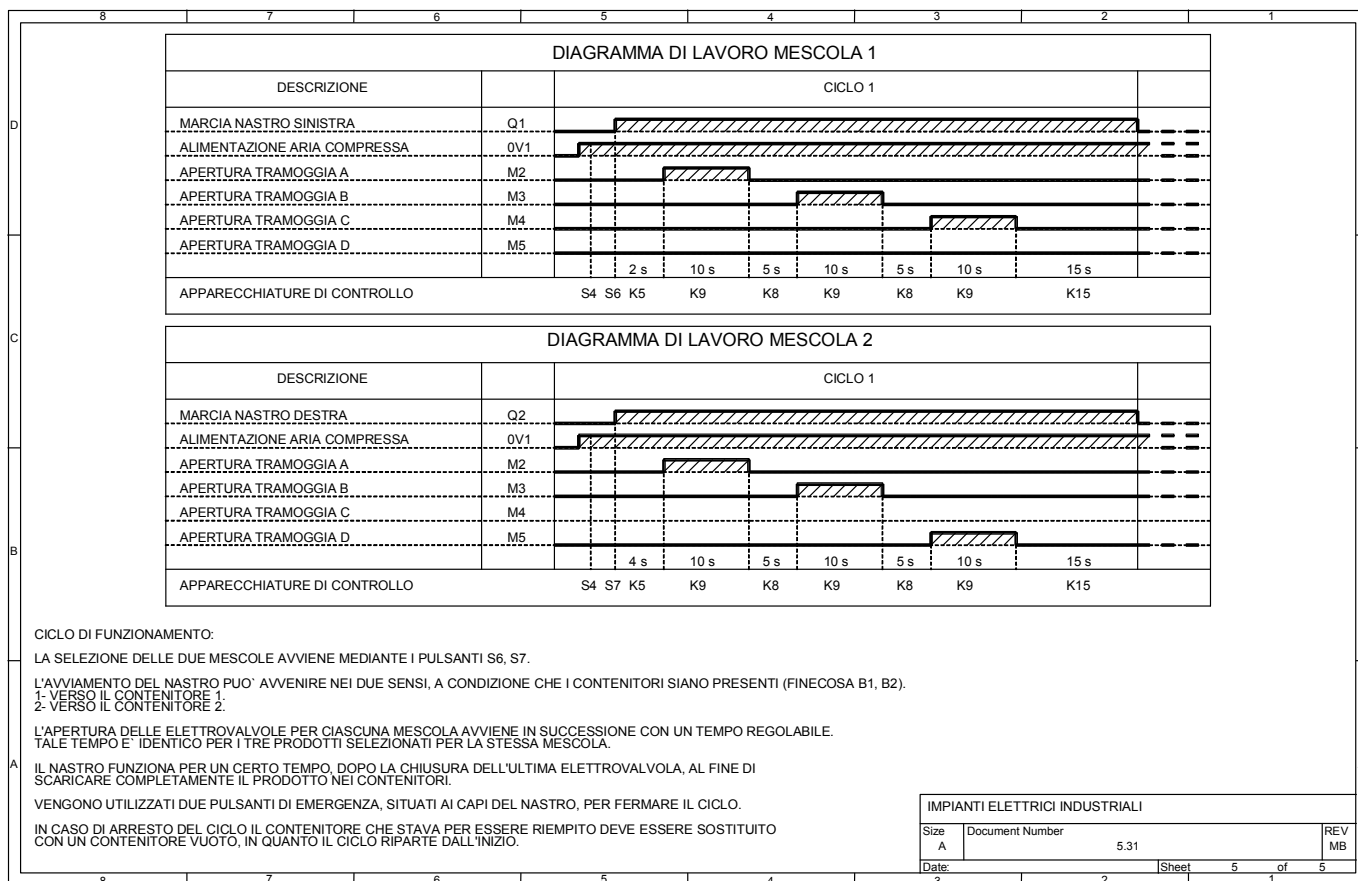 8 7 6 5 4 3 2 1
DIAGRAMMA DI LAVORO MESCOLA 1
DESCRIZIONE CICLO 1
D
MARCIA NASTRO SINISTRA Q1
ALIMENTAZIONE ARIA COMPRESSA 0V1
APERTURA TRAMOGGIA A M2
APERTURA TRAMOGGIA B M3
APERTURA TRAMOGGIA C M4
APERTURA TRAMOGGIA D M5
2 s 10 s 5 s 10 s 5 s 10 s 15 s
APPARECCHIATURE DI CONTROLLO S4 S6 K5 K9 K8 K9 K8 K9 K15
C
DIAGRAMMA DI LAVORO MESCOLA 2
DESCRIZIONE CICLO 1
MARCIA NASTRO DESTRA Q2
ALIMENTAZIONE ARIA COMPRESSA 0V1
APERTURA TRAMOGGIA A M2
APERTURA TRAMOGGIA B M3
APERTURA TRAMOGGIA C M4
APERTURA TRAMOGGIA D M5
B
4 s 10 s 5 s 10 s 5 s 10 s 15 s
APPARECCHIATURE DI CONTROLLO S4 S7 K5 K9 K8 K9 K8 K9 K15
CICLO DI FUNZIONAMENTO:
LA SELEZIONE DELLE DUE MESCOLE AVVIENE MEDIANTE I PULSANTI S6, S7.
L'AVVIAMENTO DEL NASTRO PUO` AVVENIRE NEI DUE SENSI, A CONDIZIONE CHE I CONTENITORI SIANO PRESENTI (FINECOSA B1, B2).
1- VERSO IL CONTENITORE 1.
2- VERSO IL CONTENITORE 2.
L'APERTURA DELLE ELETTROVALVOLE PER CIASCUNA MESCOLA AVVIENE IN SUCCESSIONE CON UN TEMPO REGOLABILE.
TALE TEMPO E` IDENTICO PER I TRE PRODOTTI SELEZIONATI PER LA STESSA MESCOLA.
A
IL NASTRO FUNZIONA PER UN CERTO TEMPO, DOPO LA CHIUSURA DELL'ULTIMA ELETTROVALVOLA, AL FINE DI
SCARICARE COMPLETAMENTE IL PRODOTTO NEI CONTENITORI.
VENGONO UTILIZZATI DUE PULSANTI DI EMERGENZA, SITUATI AI CAPI DEL NASTRO, PER FERMARE IL CICLO.
IN CASO DI ARRESTO DEL CICLO IL CONTENITORE CHE STAVA PER ESSERE RIEMPITO DEVE ESSERE SOSTITUITO
CON UN CONTENITORE VUOTO, IN QUANTO IL CICLO RIPARTE DALL'INIZIO.
IMPIANTI ELETTRICI INDUSTRIALI
Size Document Number REV
A 5.31 MB
Date: Sheet 5 of 5
8 7 6 5 4 3 2 1